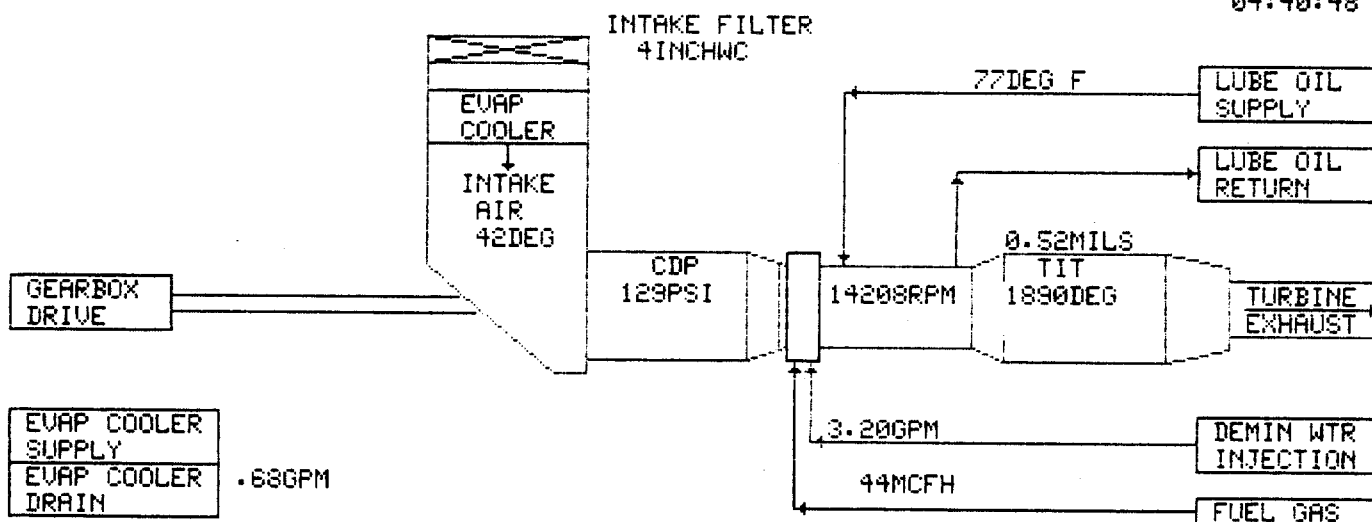 04:40:48
INTAKE FILTER
4INCHWC
77DEG F
LUBE OIL
SUPPLY
EVAP
COOLER
LUBE OIL
RETURN
INTAKE
AIR
42DEG
0.52MILS
CDP
129PSI
14208RPM
TIT
1890DEG
GEARBOX
DRIVE
TURBINE
EXHAUST
EVAP COOLER
SUPPLY
EVAP COOLER
DRAIN
.68GPM
3.20GPM
DEMIN WTR
INJECTION
44MCFH
FUEL GAS